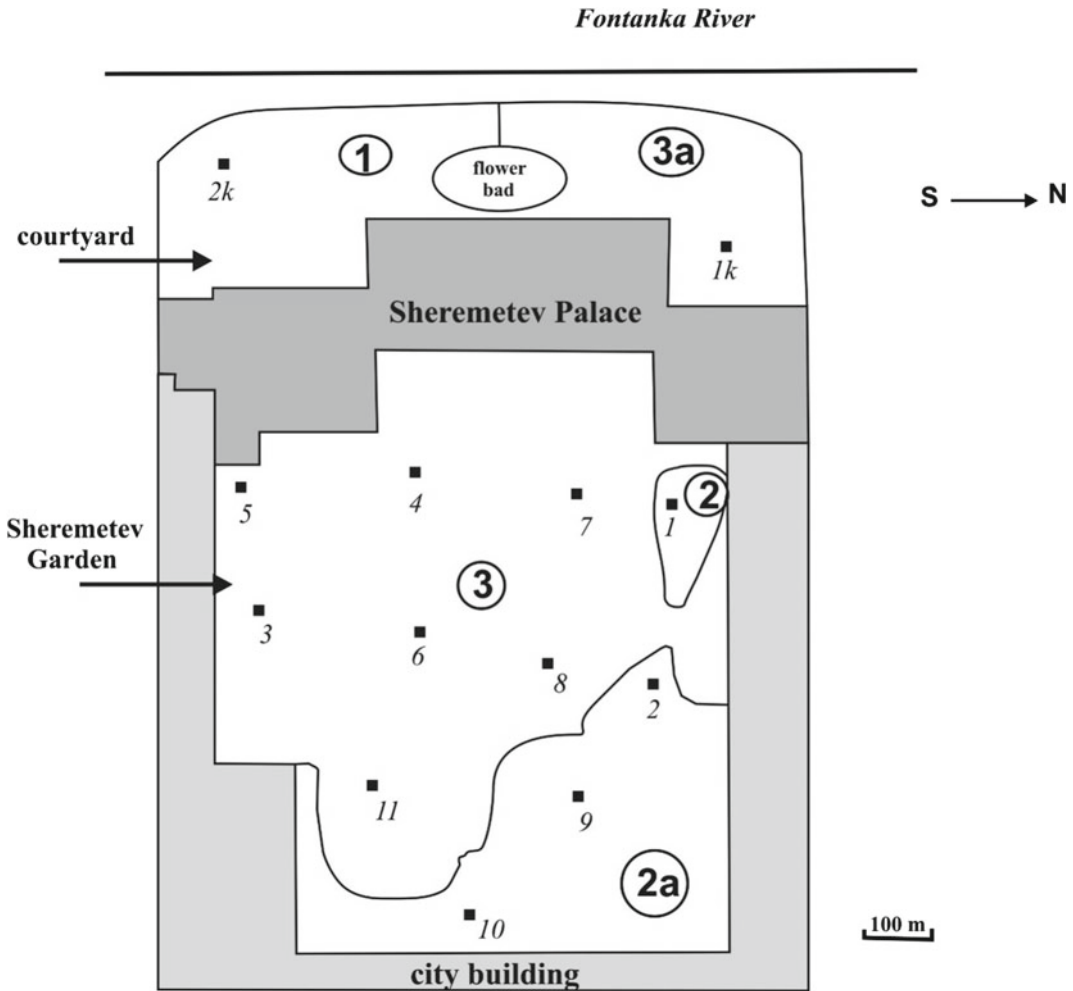 Fontanka River
1
3a
flower
bad
2k
S
N
courtyard
1k
Sheremetev Palace
5
4
7
1
2
Sheremetev
Garden
3
3
6
8
2
11
9
2a
10
100 m
city building